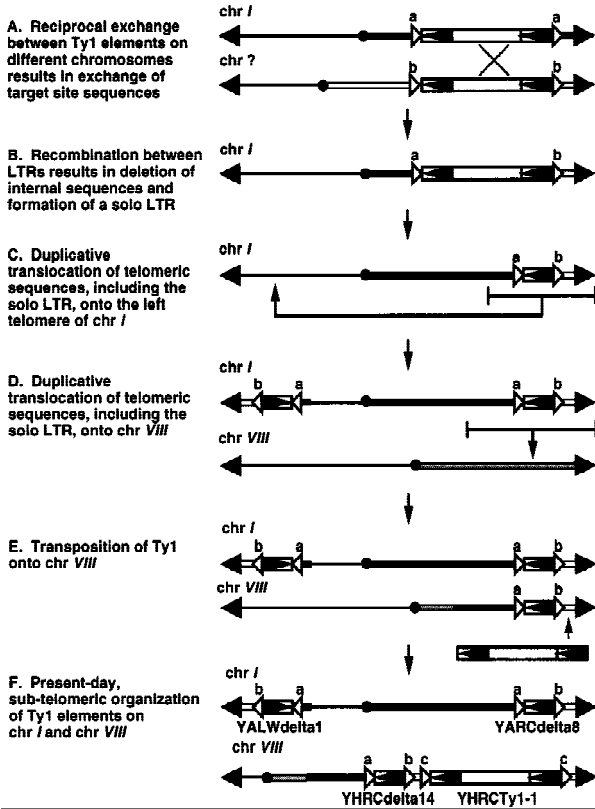 A. Reciprocal exchange
between Ty1 elements on
different chromosomes
results in exchange of
target site sequences
chr I
a
a
chr ?
b
b
B. Recombination between
LTRs results in deletion of
internal sequences and
formation of a solo LTR
chr I
a
b
C. Duplicative
translocation of telomeric
sequences, including the
solo LTR, onto the left
telomere of chr I
chr I
a
b
D. Duplicative
translocation of telomeric
sequences, including the
solo LTR, onto chr VIII
chr I
b
a
a
b
chr VIII
E. Transposition of Ty1
onto chr VIII
chr I
b
a
a
b
chr VIII
a
b
F. Present-day,
sub-telomeric organization
of Ty1 elements on
chr I and chr VIII
chr I
b
a
a
b
YALWdelta1
YARCdelta8
chr VIII
a
b
c
c
YHRCdelta14
YHRCTy1-1